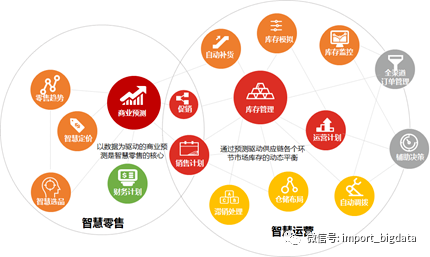 自动补货
库存模拟
库存监控
全渠道
订单管理
零售趋势
商业预测
促销
库存管理
智慧定价
运营计划
以数据为驱动的商业预
测是智慧零售的核心
销售计划
通过预测驱动供应链各个环
节市场库存的动态平衡
辅助决策
智慧选品
财务计划
滞销处理
仓储布局
自动调拨
智慧零售
智慧运营
微信号: import_bigdata